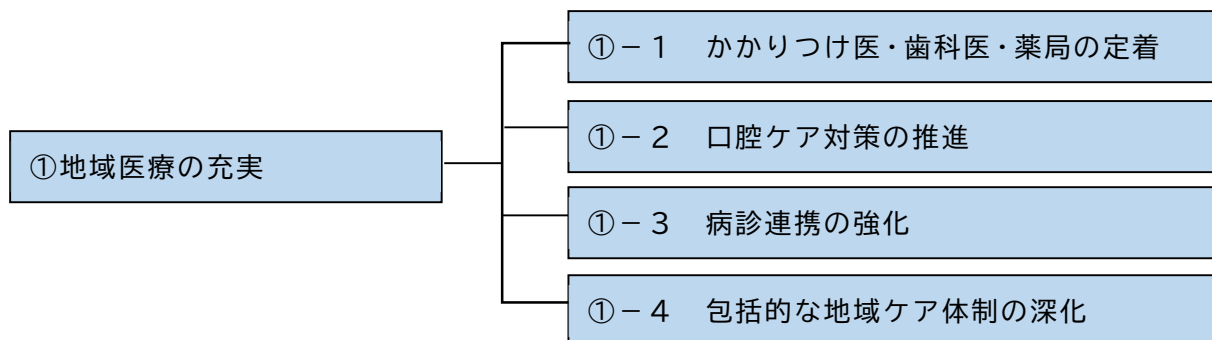 ①-1　かかりつけ医・歯科医・薬局の定着
①-2　口腔ケア対策の推進
①地域医療の充実
①-3　病診連携の強化
①-4　包括的な地域ケア体制の深化